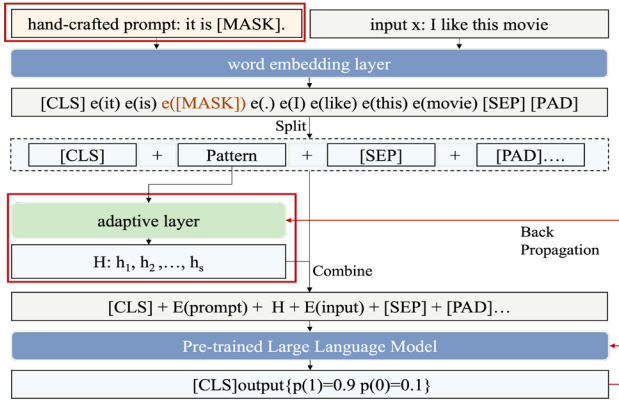 hand-crafted prompt: it is [MASK].
input x: I like this movie
word embedding layer
[CLS] e(it) e(is) e([MASK]) e(.) e(I) e(like) e(this) e(movie) [SEP] [PAD]
Split
[CLS] + Pattern + [SEP] + [PAD]....
adaptive layer
Back
Propagation
H: h₁, h₂ ,…, hₛ
Combine
[CLS] + E(prompt) + H + E(input) + [SEP] + [PAD]…
Pre-trained Large Language Model
[CLS]output{p(1)=0.9 p(0)=0.1}